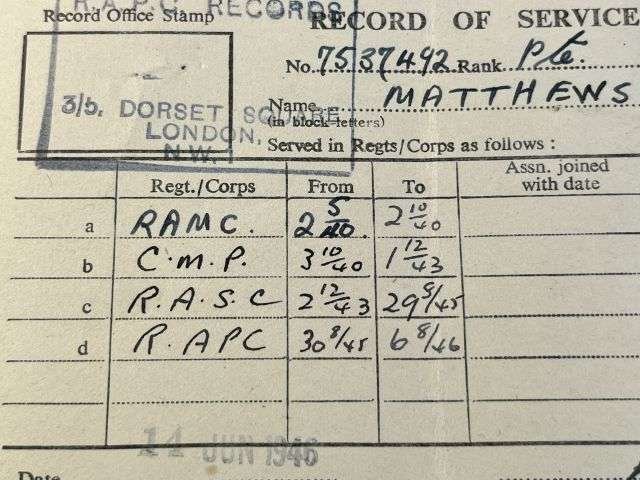 R.A.P.C RECORDS
Record Office Stamp
RECORD OF SERVICE
No. 7537492 Rank Pte.
3/5, DORSET SQUARE
LONDON,
N.W.1
Name MATTHEWS
(in block letters)
Served in Regts/Corps as follows :
Regt./Corps From To Assn. joined with date
a RAMC. 2 5/40. 2 10/40
b C.M.P. 3 10/40 1 12/43
c R.A.S.C 2 12/43 29 8/45
d R.APC 30 8/45 6 8/46
14 JUN 1946
Date